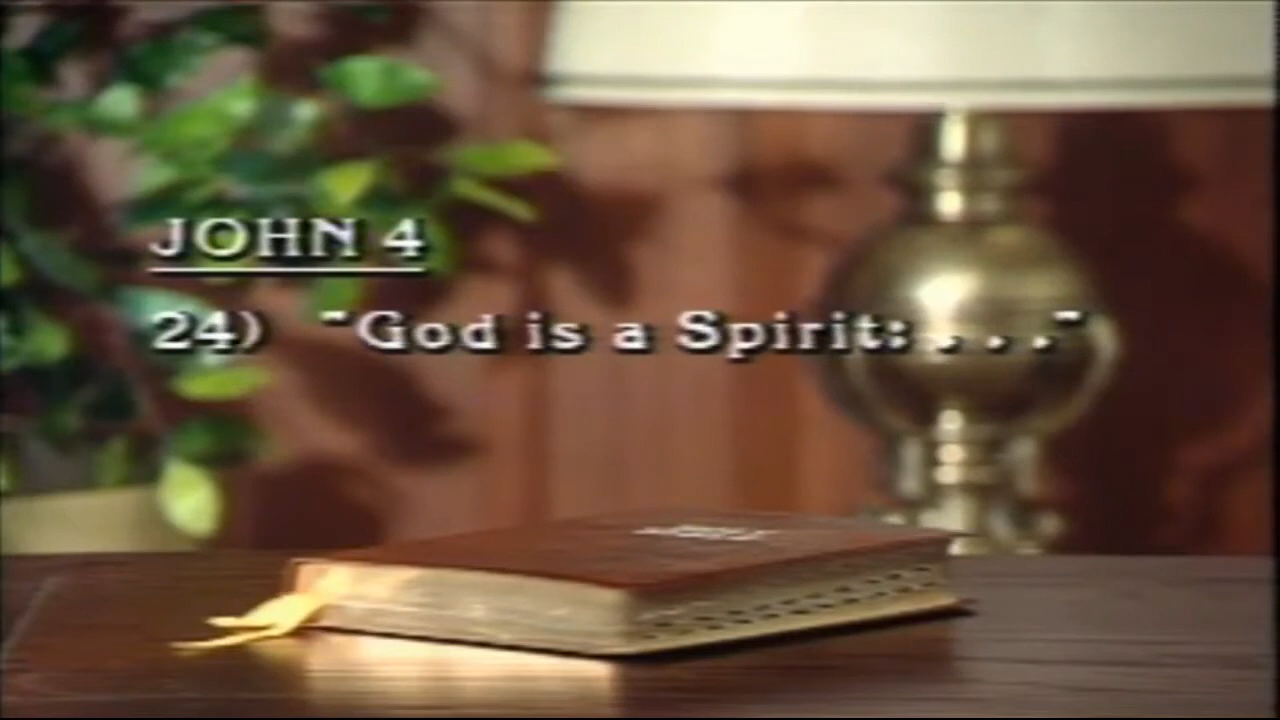 JOHN 4
24) "God is a Spirit: . . ."